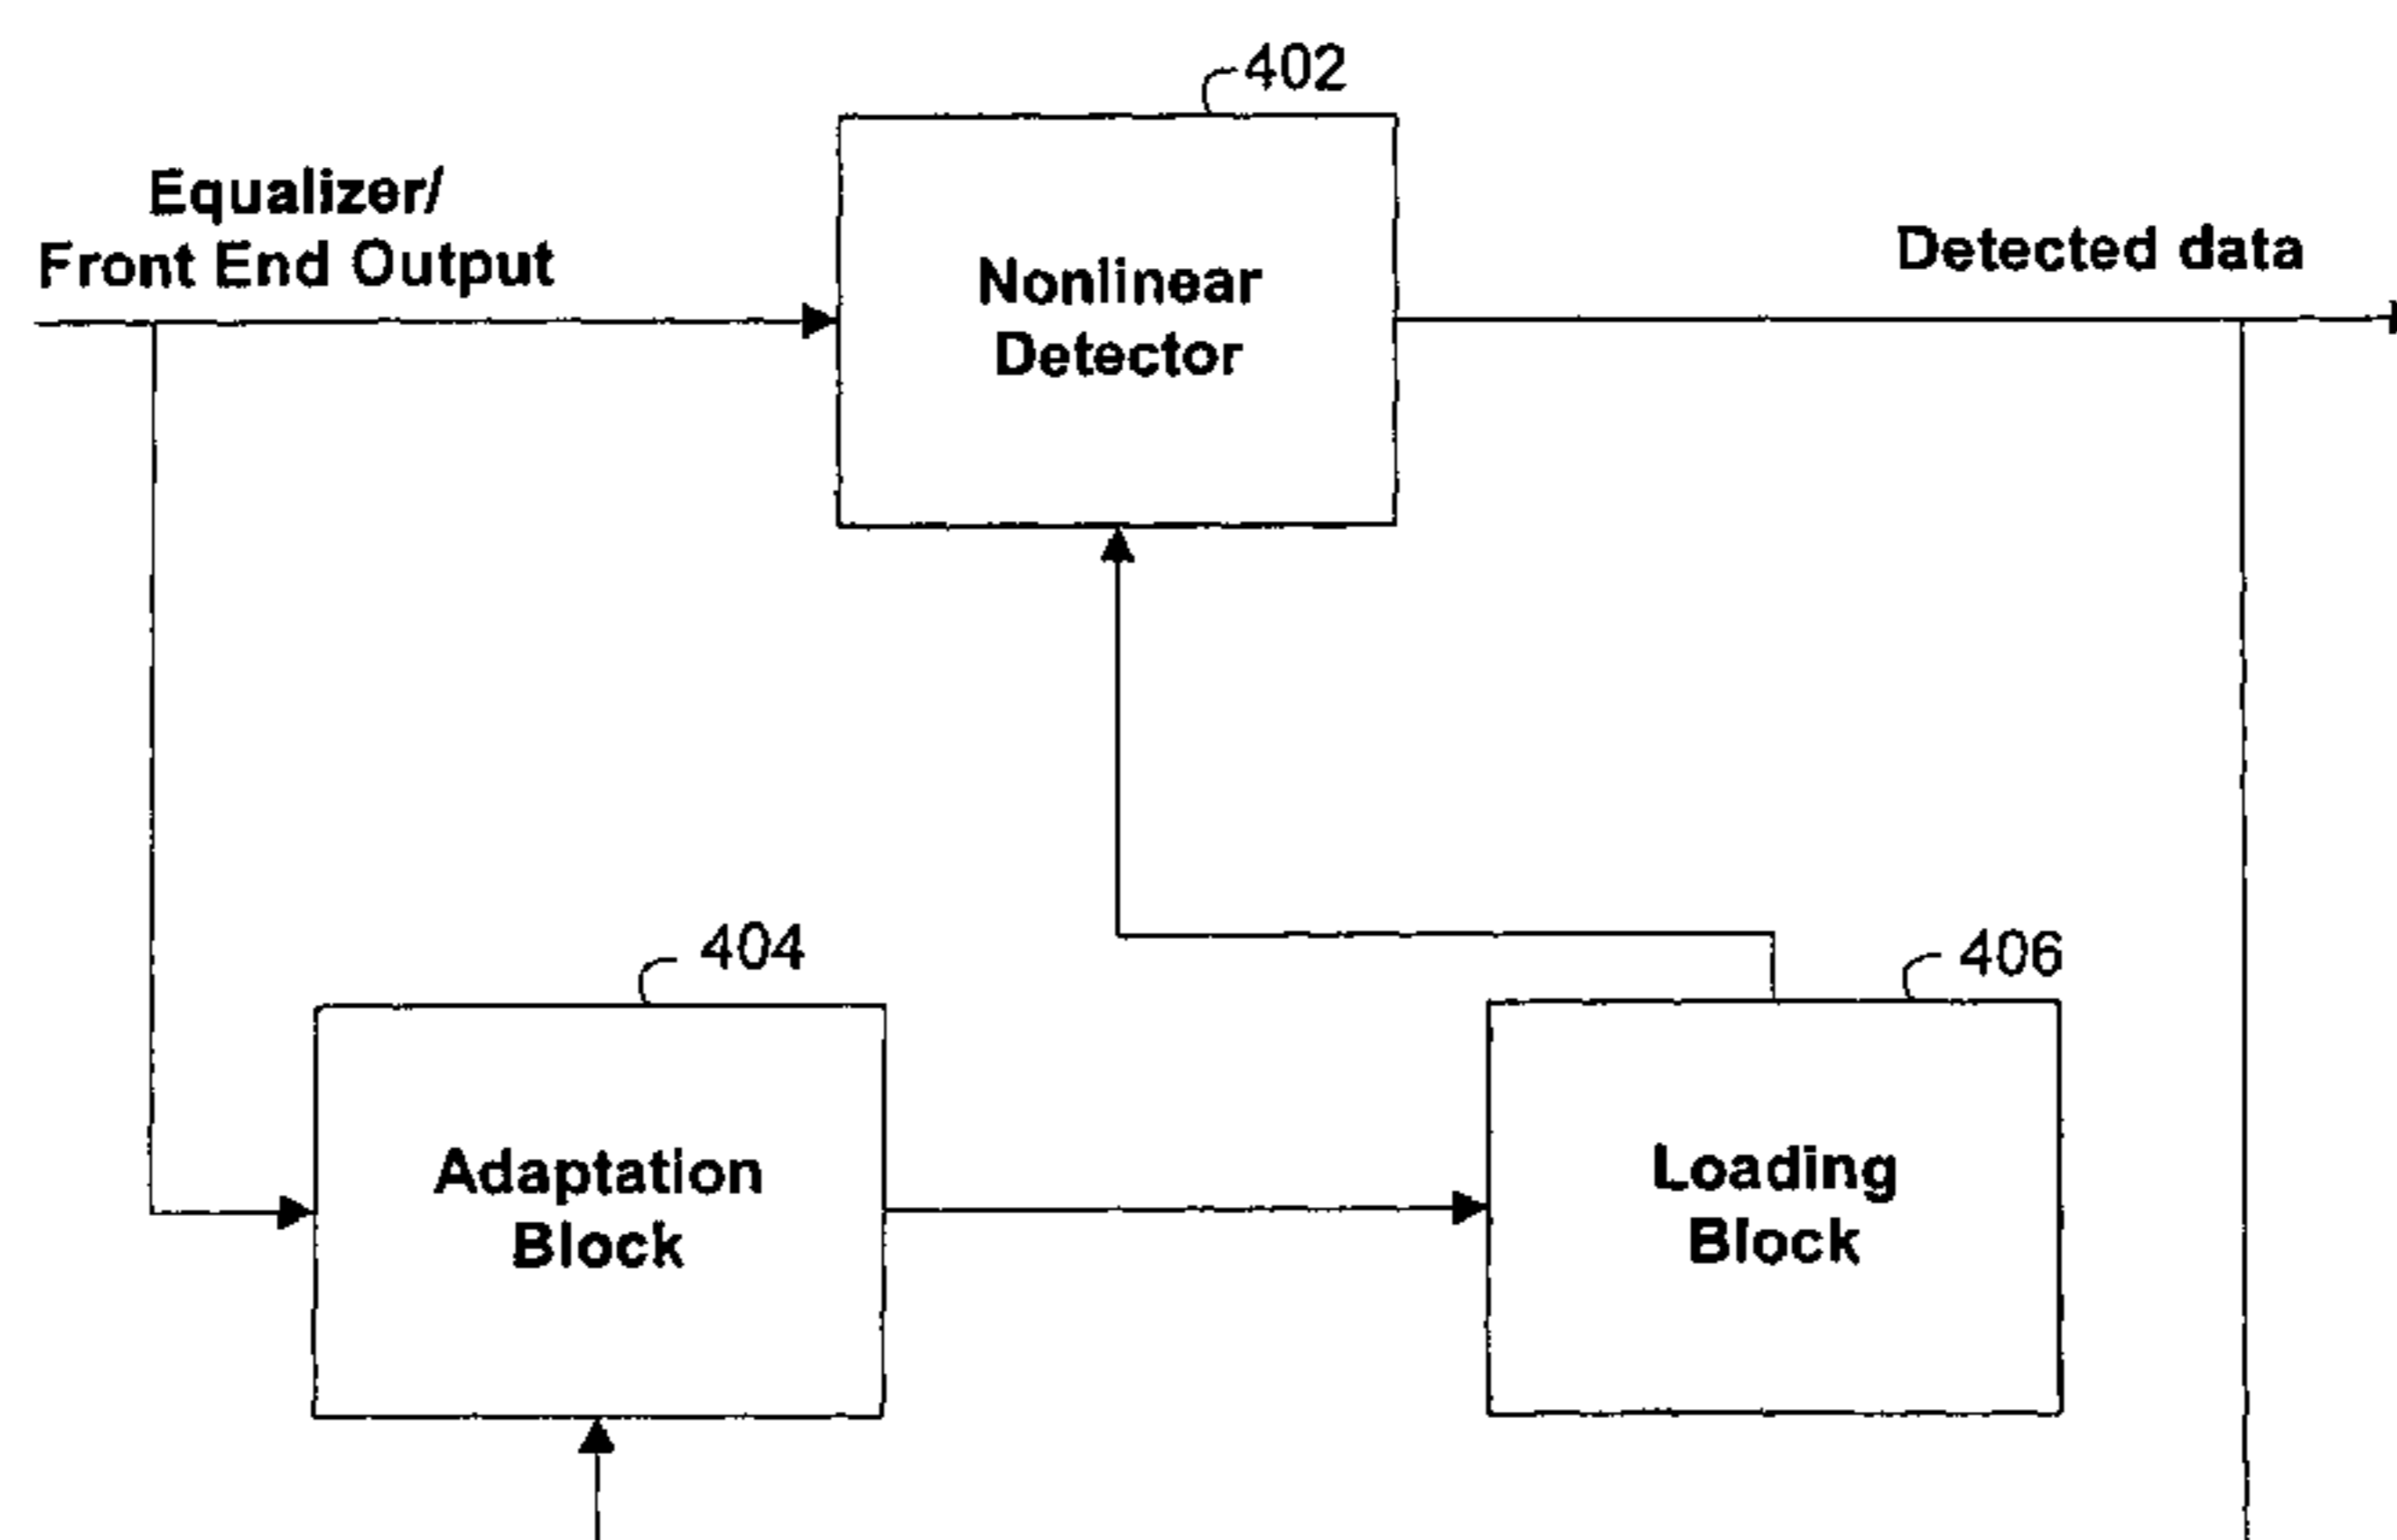 402
Equalizer/
Front End Output
Nonlinear
Detector
Detected data
404
406
Adaptation
Block
Loading
Block